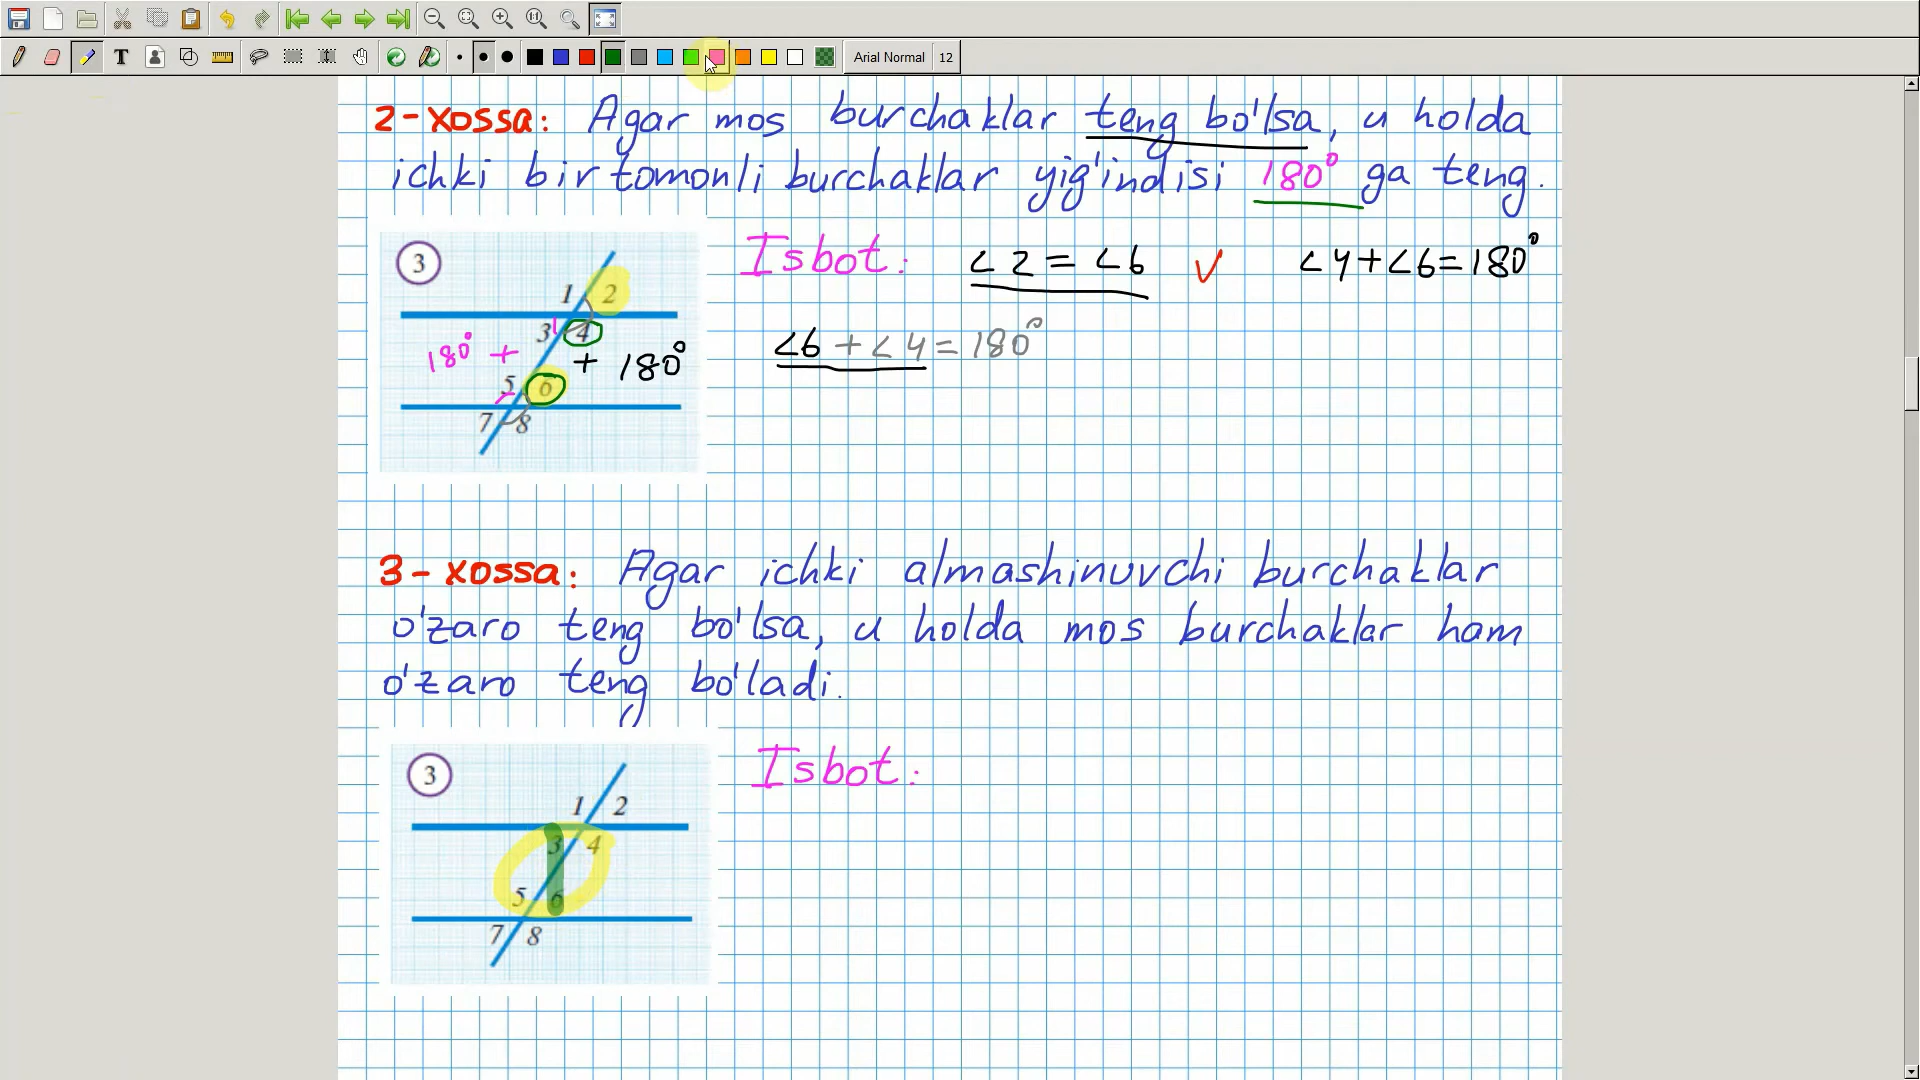 Arial Normal 12
2-xossa: Agar mos burchaklar teng bo'lsa, u holda
ichki bir tomonli burchaklar yig'indisi 180° ga teng.
3
1 2
3 4
180° + + 180°
5 6
7 8
Isbot: ∠2 = ∠6 ✓ ∠4+∠6=180°
∠6 + ∠4 = 180°
3-xossa: Agar ichki almashinuvchi burchaklar
o'zaro teng bo'lsa, u holda mos burchaklar ham
o'zaro teng bo'ladi.
3
1 2
3 4
5 6
7 8
Isbot: